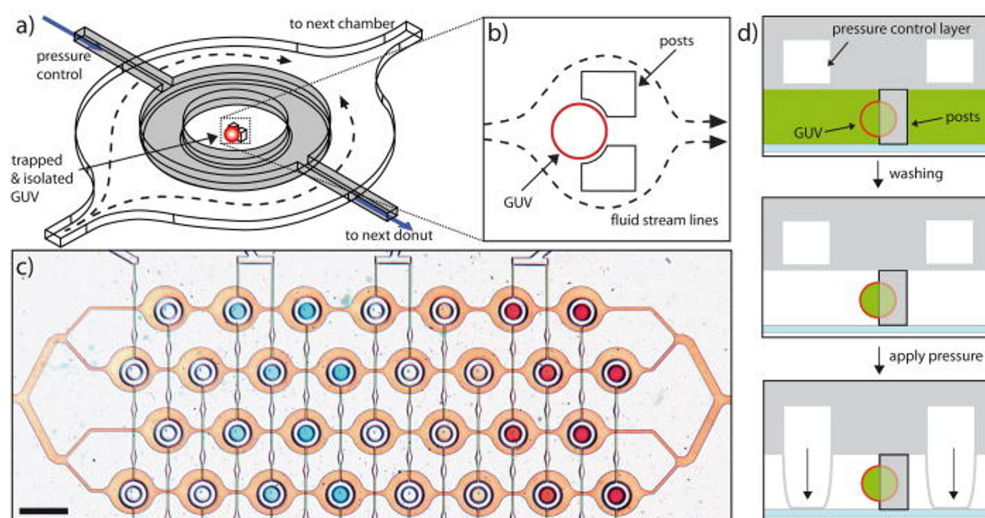 a)
to next chamber
pressure
control
trapped
& isolated
GUV
to next donut
b)
posts
GUV
fluid stream lines
c)
d)
pressure control layer
GUV
posts
washing
apply pressure